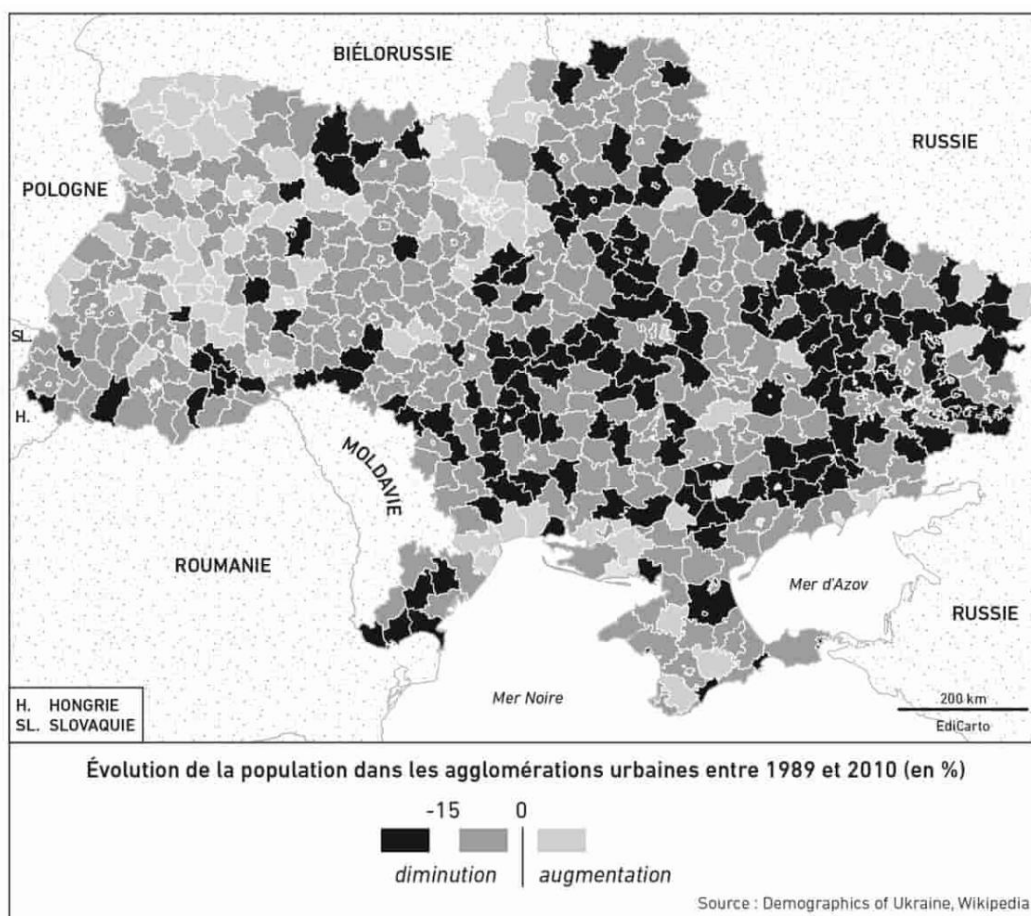 BIÉLORUSSIE
RUSSIE
POLOGNE
SL.
H.
MOLDAVIE
ROUMANIE
Mer d'Azov
RUSSIE
Mer Noire
200 km
EdiCarto
H. HONGRIE
SL. SLOVAQUIE
Évolution de la population dans les agglomérations urbaines entre 1989 et 2010 (en %)
-15 0
diminution augmentation
Source : Demographics of Ukraine, Wikipedia